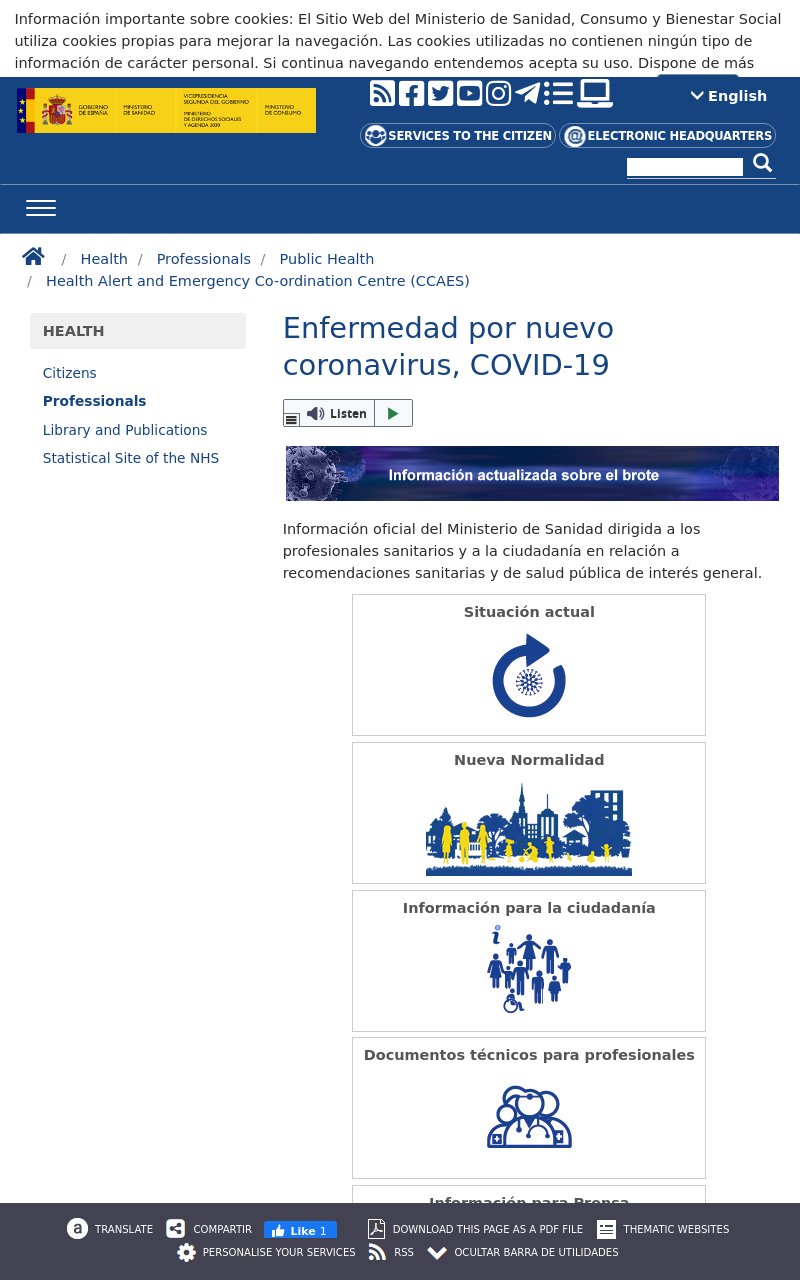 Información importante sobre cookies: El Sitio Web del Ministerio de Sanidad, Consumo y Bienestar Social
utiliza cookies propias para mejorar la navegación. Las cookies utilizadas no contienen ningún tipo de
información de carácter personal. Si continua navegando entendemos acepta su uso. Dispone de más
GOBIERNO DE ESPAÑA
MINISTERIO DE SANIDAD
VICEPRESIDENCIA SEGUNDA DEL GOBIERNO
MINISTERIO DE DERECHOS SOCIALES Y AGENDA 2030
MINISTERIO DE CONSUMO
English
SERVICES TO THE CITIZEN
@ ELECTRONIC HEADQUARTERS
/ Health / Professionals / Public Health
/ Health Alert and Emergency Co-ordination Centre (CCAES)
HEALTH
Citizens
Professionals
Library and Publications
Statistical Site of the NHS
Enfermedad por nuevo
coronavirus, COVID-19
Listen
Información actualizada sobre el brote
Información oficial del Ministerio de Sanidad dirigida a los
profesionales sanitarios y a la ciudadanía en relación a
recomendaciones sanitarias y de salud pública de interés general.
Situación actual
Nueva Normalidad
Información para la ciudadanía
i
Documentos técnicos para profesionales
Información para Prensa
a TRANSLATE COMPARTIR Like 1 DOWNLOAD THIS PAGE AS A PDF FILE THEMATIC WEBSITES
PERSONALISE YOUR SERVICES RSS OCULTAR BARRA DE UTILIDADES